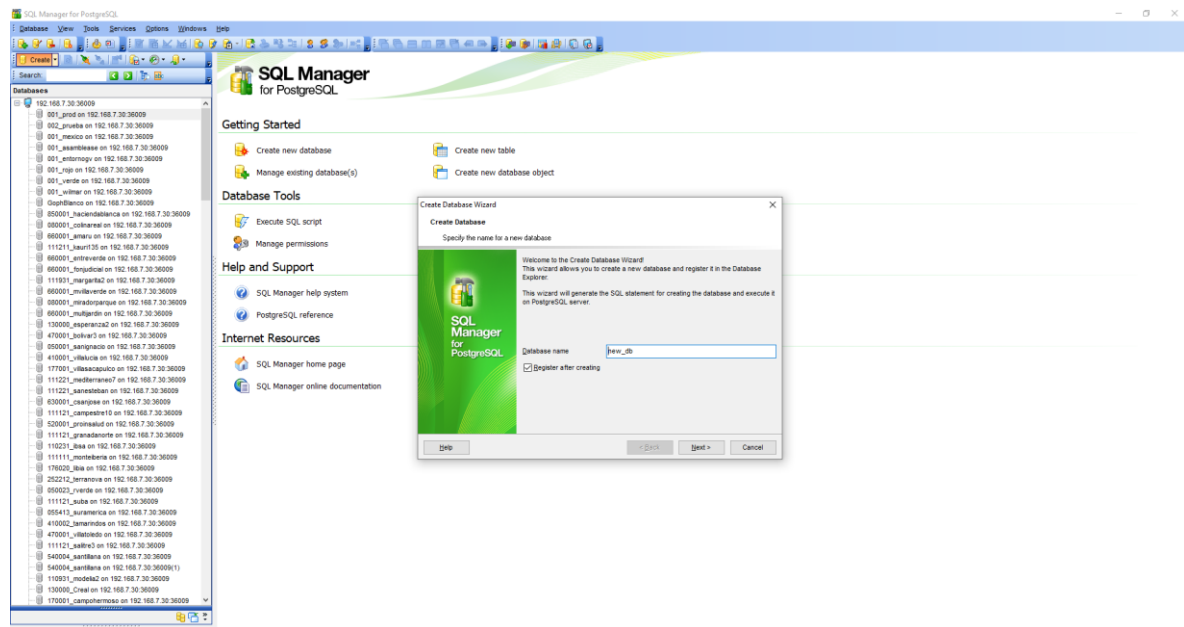 SQL Manager for PostgreSQL
Database View Tools Services Options Windows Help
Create
Search:
Databases
192.168.7.30:36009
001_prod on 192.168.7.30:36009
002_prueba on 192.168.7.30:36009
001_mexico on 192.168.7.30:36009
001_asamblease on 192.168.7.30:36009
001_entornogv on 192.168.7.30:36009
001_rojo on 192.168.7.30:36009
001_verde on 192.168.7.30:36009
001_wilmar on 192.168.7.30:36009
GophBlanco on 192.168.7.30:36009
850001_haciendablanca on 192.168.7.30:36009
080001_colinareal on 192.168.7.30:36009
660001_amaru on 192.168.7.30:36009
111211_kaurit135 on 192.168.7.30:36009
660001_entreverde on 192.168.7.30:36009
660001_fonjudicial on 192.168.7.30:36009
111931_margarita2 on 192.168.7.30:36009
660001_mvillaverde on 192.168.7.30:36009
080001_miradorparque on 192.168.7.30:36009
660001_multijardin on 192.168.7.30:36009
130000_esperanza2 on 192.168.7.30:36009
470001_bolivar3 on 192.168.7.30:36009
050001_sanignacio on 192.168.7.30:36009
410001_villalucia on 192.168.7.30:36009
177001_villasacapulco on 192.168.7.30:36009
111221_mediterraneo7 on 192.168.7.30:36009
111221_sanesteban on 192.168.7.30:36009
630001_csanjose on 192.168.7.30:36009
111121_campestre10 on 192.168.7.30:36009
520001_proinsalud on 192.168.7.30:36009
111121_granadanorte on 192.168.7.30:36009
110231_ibsa on 192.168.7.30:36009
111111_monteiberia on 192.168.7.30:36009
176020_libia on 192.168.7.30:36009
252212_terranova on 192.168.7.30:36009
050023_rverde on 192.168.7.30:36009
111121_suba on 192.168.7.30:36009
055413_suramerica on 192.168.7.30:36009
410002_tamarindos on 192.168.7.30:36009
470001_villatoledo on 192.168.7.30:36009
111121_salitre3 on 192.168.7.30:36009
540004_santillana on 192.168.7.30:36009
540004_santillana on 192.168.7.30:36009(1)
110931_modelia2 on 192.168.7.30:36009
130000_Creal on 192.168.7.30:36009
170001_campohermoso on 192.168.7.30:36009
SQL Manager
for PostgreSQL
Getting Started
Create new database
Create new table
Manage existing database(s)
Create new database object
Database Tools
Execute SQL script
Manage permissions
Help and Support
SQL Manager help system
PostgreSQL reference
Internet Resources
SQL Manager home page
SQL Manager online documentation
Create Database Wizard
Create Database
Specify the name for a new database
SQL
Manager
for
PostgreSQL
Welcome to the Create Database Wizard!
This wizard allows you to create a new database and register it in the Database
Explorer.
This wizard will generate the SQL statement for creating the database and execute it
on PostgreSQL server.
Database name
new_db
Register after creating
Help
< Back
Next >
Cancel